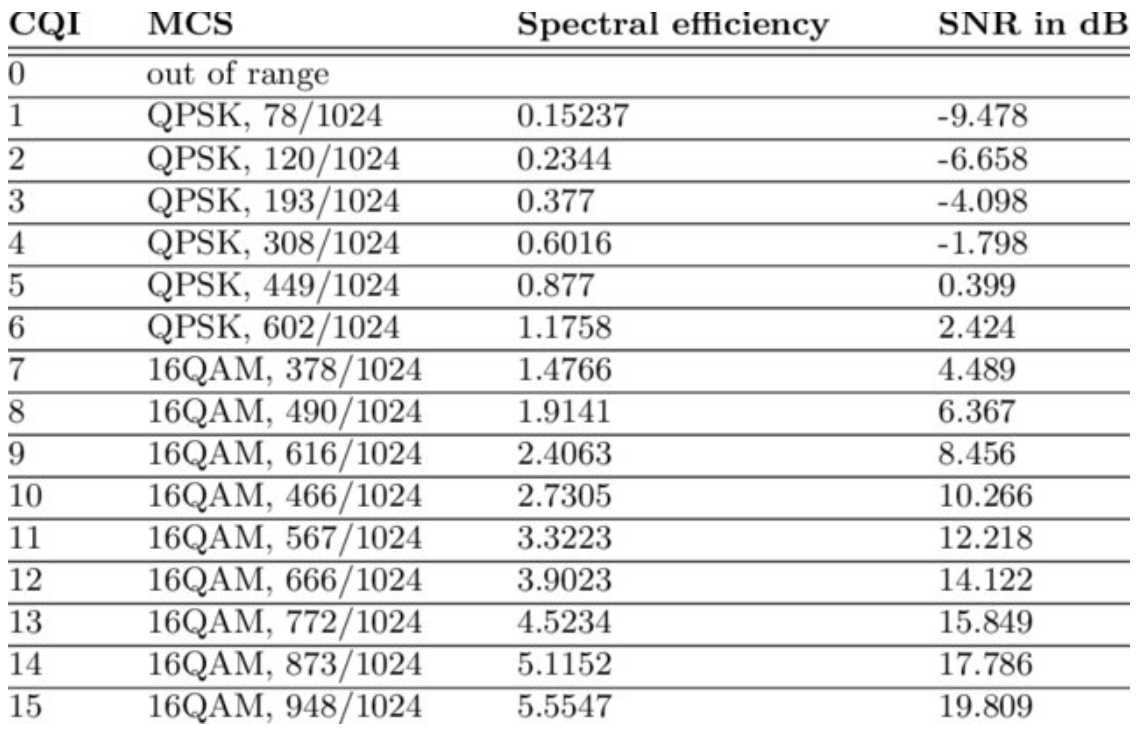 CQI MCS Spectral efficiency SNR in dB
0 out of range
1 QPSK, 78/1024 0.15237 -9.478
2 QPSK, 120/1024 0.2344 -6.658
3 QPSK, 193/1024 0.377 -4.098
4 QPSK, 308/1024 0.6016 -1.798
5 QPSK, 449/1024 0.877 0.399
6 QPSK, 602/1024 1.1758 2.424
7 16QAM, 378/1024 1.4766 4.489
8 16QAM, 490/1024 1.9141 6.367
9 16QAM, 616/1024 2.4063 8.456
10 16QAM, 466/1024 2.7305 10.266
11 16QAM, 567/1024 3.3223 12.218
12 16QAM, 666/1024 3.9023 14.122
13 16QAM, 772/1024 4.5234 15.849
14 16QAM, 873/1024 5.1152 17.786
15 16QAM, 948/1024 5.5547 19.809